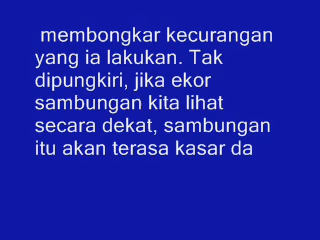 membongkar kecurangan
yang ia lakukan. Tak
dipungkiri, jika ekor
sambungan kita lihat
secara dekat, sambungan
itu akan terasa kasar da